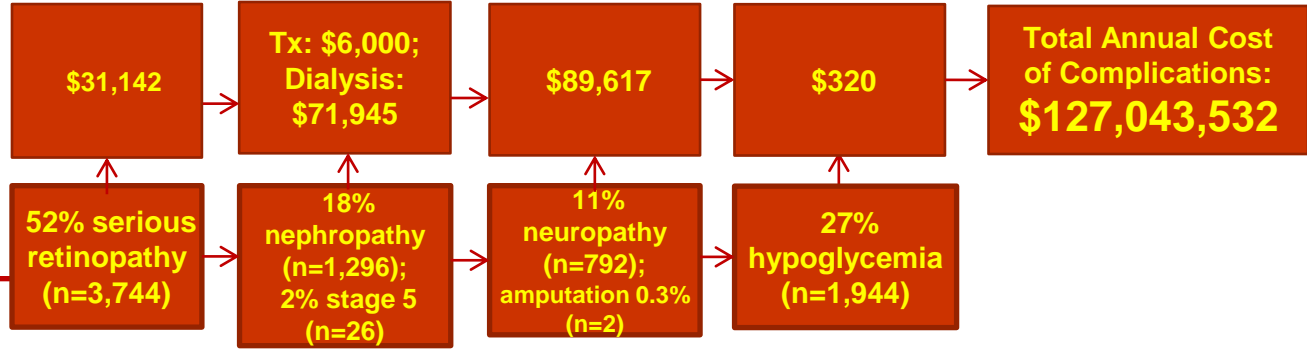 $31,142
Tx: $6,000;
Dialysis:
$71,945
$89,617
$320
Total Annual Cost
of Complications:
$127,043,532
52% serious
retinopathy
(n=3,744)
18%
nephropathy
(n=1,296);
2% stage 5
(n=26)
11%
neuropathy
(n=792);
amputation 0.3%
(n=2)
27%
hypoglycemia
(n=1,944)